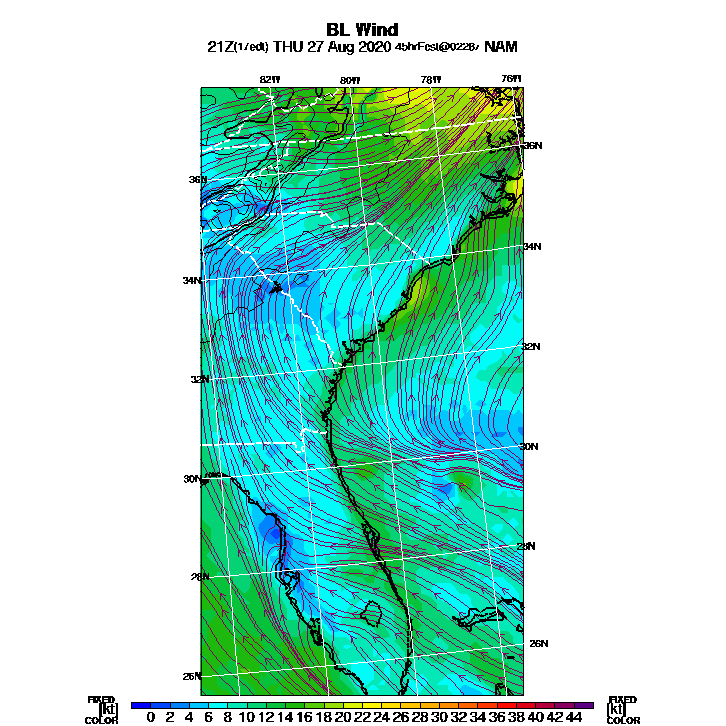 BL Wind
21Z(17edt) THU 27 Aug 2020 45hrFcst@0228z NAM
82W 80W 78W 76W
36N
36N
34N
34N
32N
32N
30N
30N
28N
28N
26N
26N
FIXED FIXED
[kt] 0 2 4 6 8 10 12 14 16 18 20 22 24 26 28 30 32 34 36 38 40 42 44 [kt]
COLOR COLOR